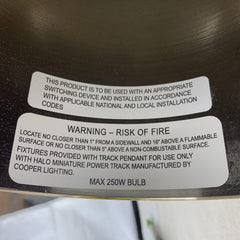 THIS PRODUCT IS TO BE USED WITH AN APPROPRIATE
SWITCHING DEVICE AND INSTALLED IN ACCORDANCE
WITH APPLICABLE NATIONAL AND LOCAL INSTALLATION
CODES
WARNING – RISK OF FIRE
LOCATE NO CLOSER THAN 1" FROM A SIDEWALL AND 18" ABOVE A FLAMMABLE
SURFACE OR NO CLOSER THAN 5" ABOVE A NON-COMBUSTIBLE SURFACE.
FIXTURES PROVIDED WITH TRACK PENDANT FOR USE ONLY
WITH HALO MINIATURE POWER TRACK MANUFACTURED BY
COOPER LIGHTING.
MAX 250W BULB